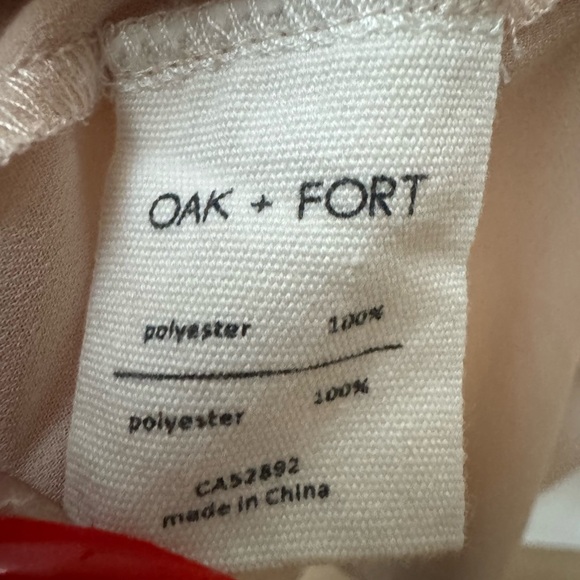 OAK + FORT
polyester 100%
polyester 100%
CA52892
made in China